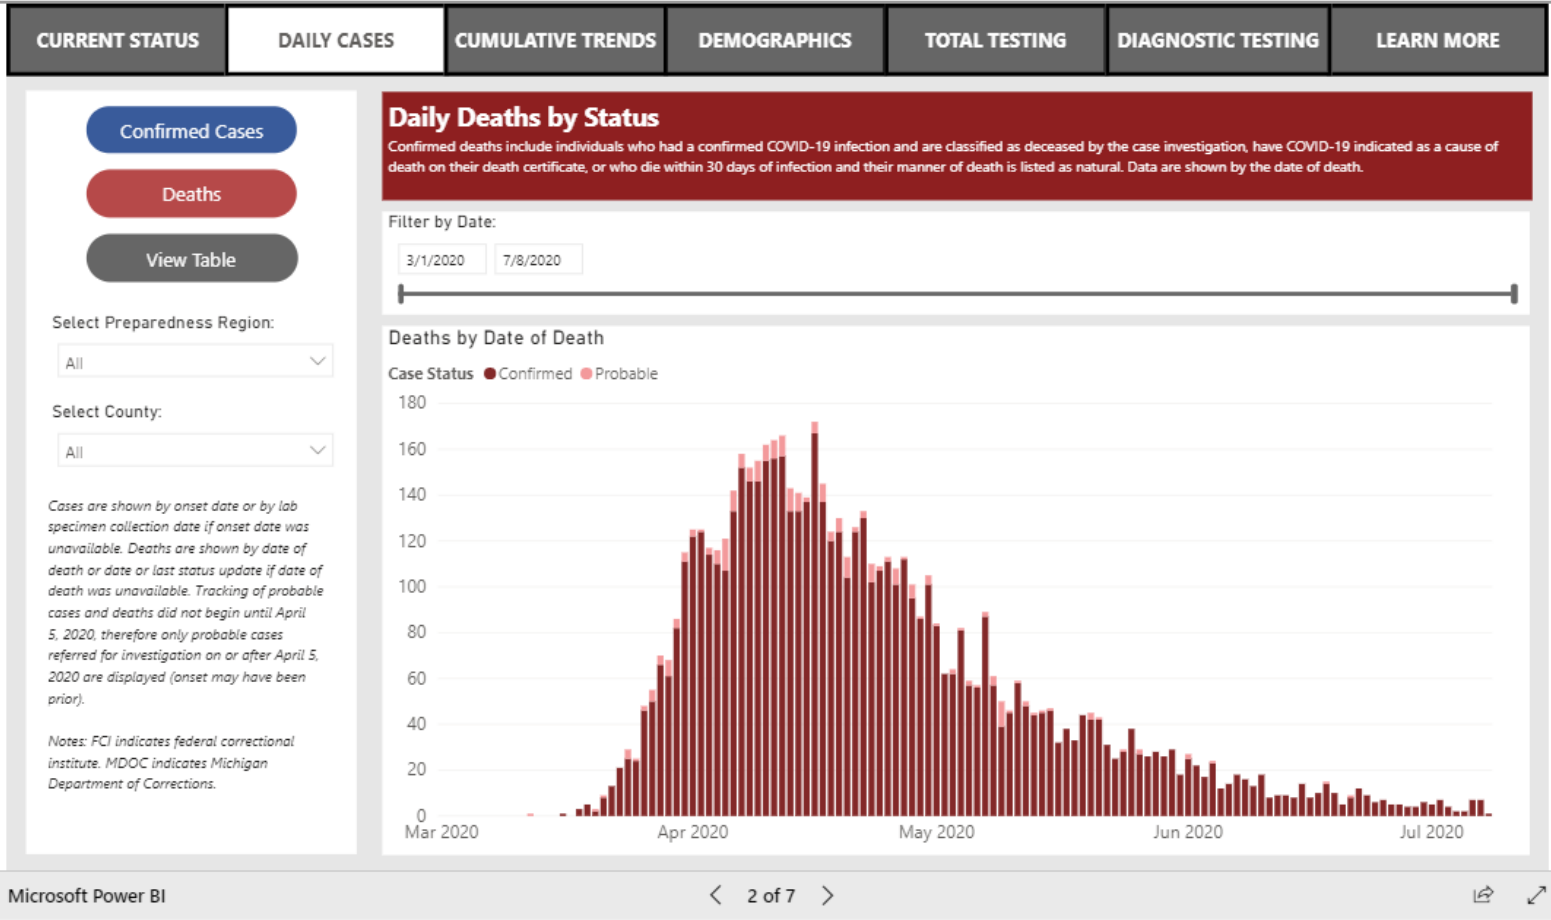 CURRENT STATUS
DAILY CASES
CUMULATIVE TRENDS
DEMOGRAPHICS
TOTAL TESTING
DIAGNOSTIC TESTING
LEARN MORE
Confirmed Cases
Deaths
View Table
Select Preparedness Region:
All
Select County:
All
Cases are shown by onset date or by lab
specimen collection date if onset date was
unavailable. Deaths are shown by date of
death or date or last status update if date of
death was unavailable. Tracking of probable
cases and deaths did not begin until April
5, 2020, therefore only probable cases
referred for investigation on or after April 5,
2020 are displayed (onset may have been
prior).
Notes: FCI indicates federal correctional
institute. MDOC indicates Michigan
Department of Corrections.
Daily Deaths by Status
Confirmed deaths include individuals who had a confirmed COVID-19 infection and are classified as deceased by the case investigation, have COVID-19 indicated as a cause of
death on their death certificate, or who die within 30 days of infection and their manner of death is listed as natural. Data are shown by the date of death.
Filter by Date:
3/1/2020
7/8/2020
Deaths by Date of Death
Case Status Confirmed Probable
180
160
140
120
100
80
60
40
20
0
Mar 2020
Apr 2020
May 2020
Jun 2020
Jul 2020
Microsoft Power BI
2 of 7